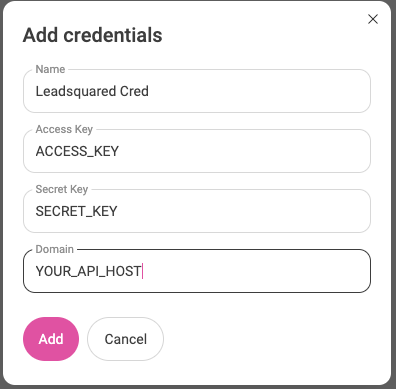 Add credentials
Name
Leadsquared Cred
Access Key
ACCESS_KEY
Secret Key
SECRET_KEY
Domain
YOUR_API_HOST
Add
Cancel